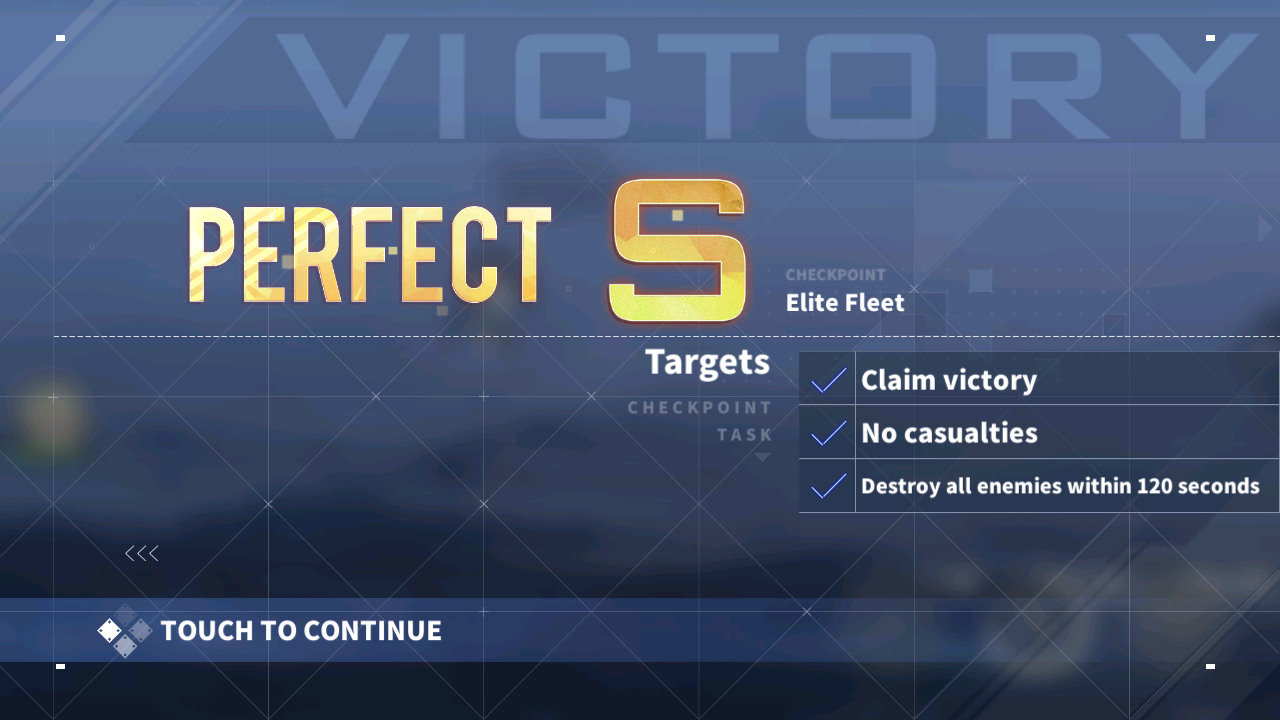 VICTORY
PERFECT S
CHECKPOINT
Elite Fleet
Targets
CHECKPOINT
TASK
Claim victory
No casualties
Destroy all enemies within 120 seconds
TOUCH TO CONTINUE